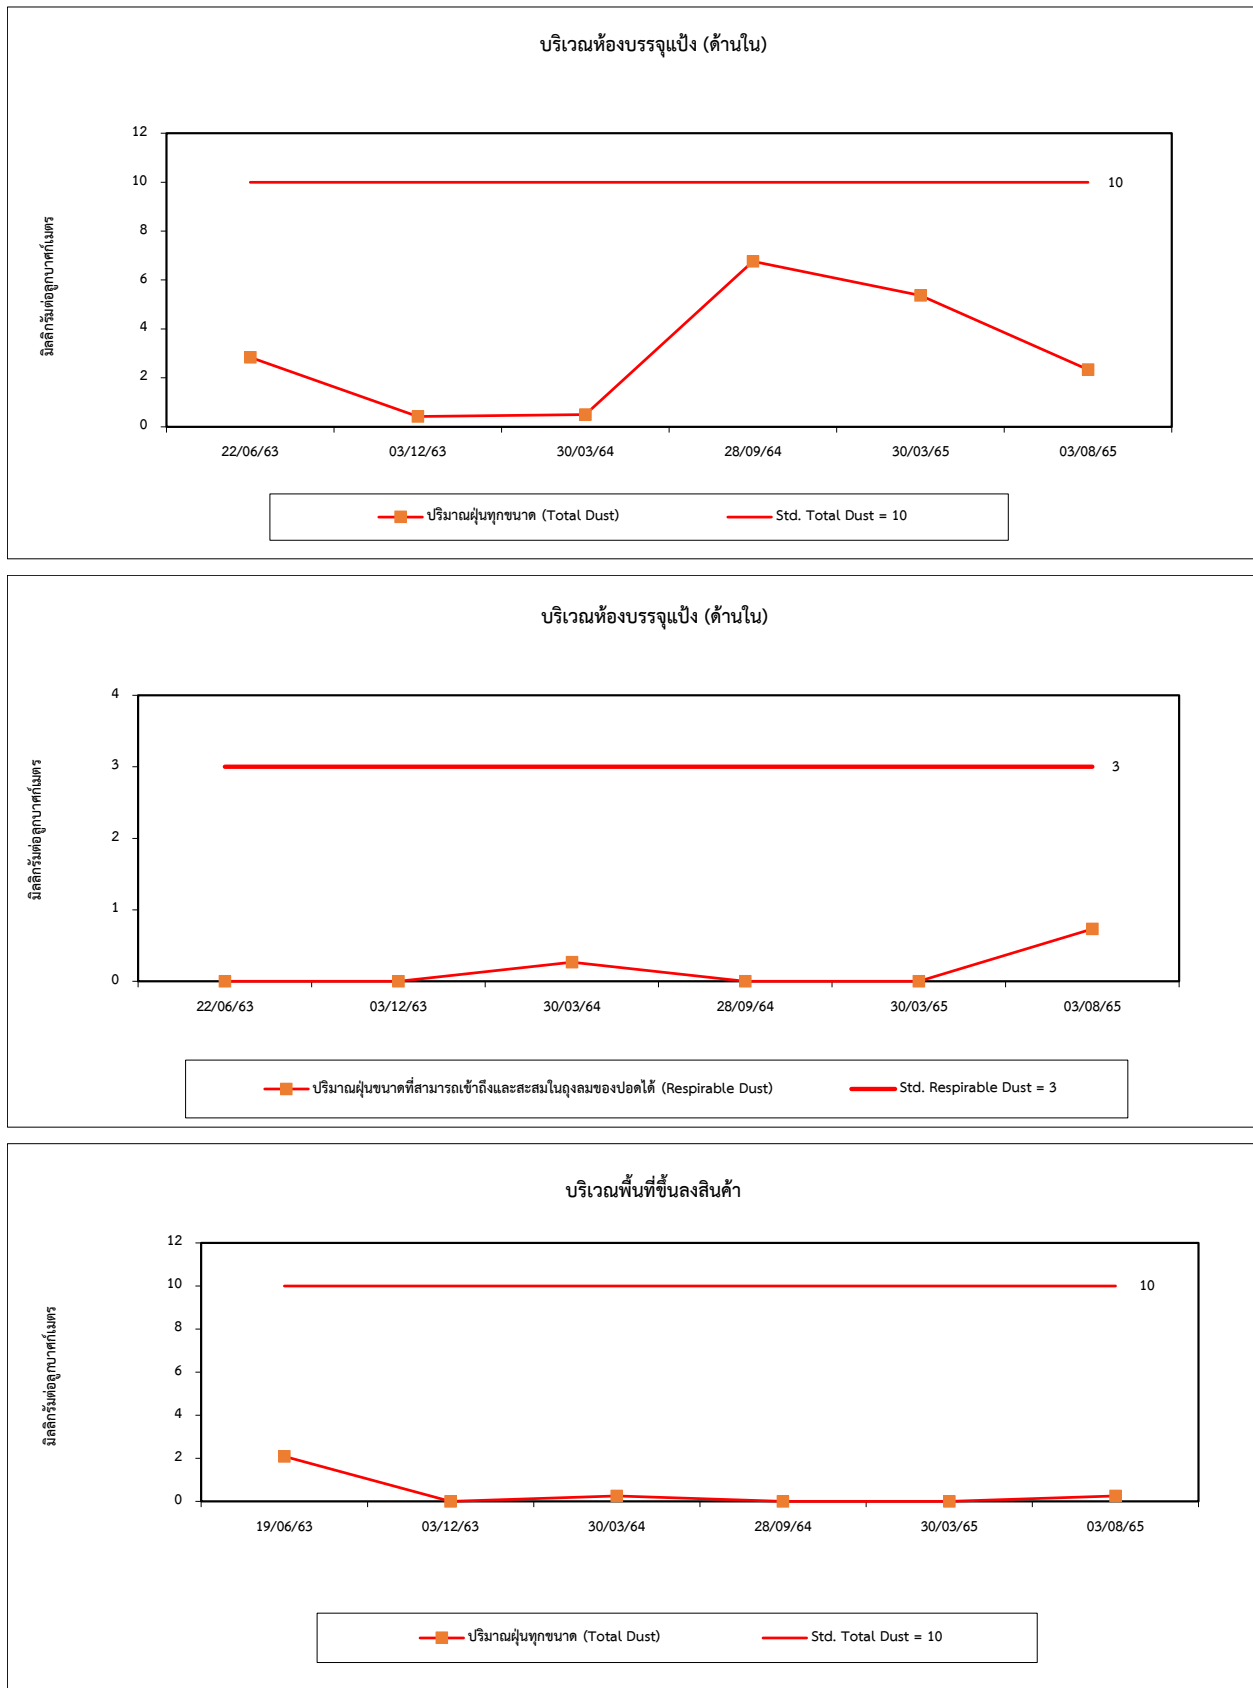 บริเวณห้องบรรจุแป้ง (ด้านใน)
มิลลิกรัมต่อลูกบาศก์เมตร
12
10
8
6
4
2
0
10
22/06/63 03/12/63 30/03/64 28/09/64 30/03/65 03/08/65
ปริมาณฝุ่นทุกขนาด (Total Dust) Std. Total Dust = 10
บริเวณห้องบรรจุแป้ง (ด้านใน)
มิลลิกรัมต่อลูกบาศก์เมตร
4
3
2
1
0
3
22/06/63 03/12/63 30/03/64 28/09/64 30/03/65 03/08/65
ปริมาณฝุ่นขนาดที่สามารถเข้าถึงและสะสมในถุงลมของปอดได้ (Respirable Dust) Std. Respirable Dust = 3
บริเวณพื้นที่ขึ้นลงสินค้า
มิลลิกรัมต่อลูกบาศก์เมตร
12
10
8
6
4
2
0
10
19/06/63 03/12/63 30/03/64 28/09/64 30/03/65 03/08/65
ปริมาณฝุ่นทุกขนาด (Total Dust) Std. Total Dust = 10